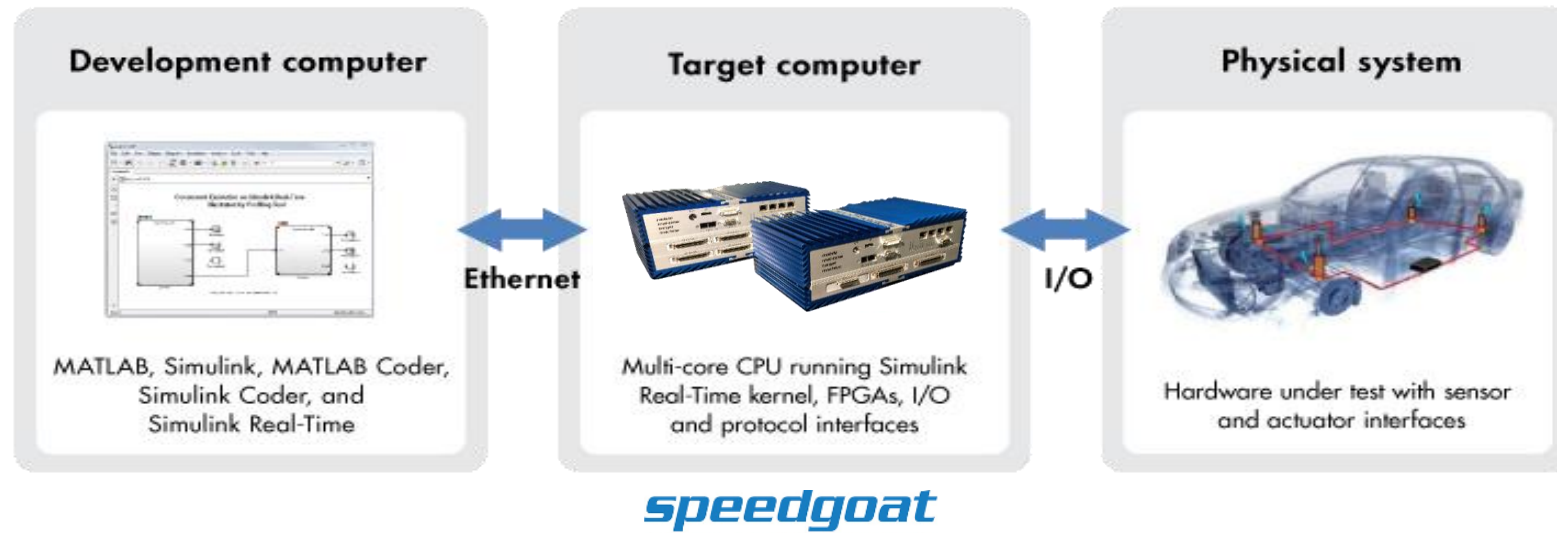 Development computer
MATLAB, Simulink, MATLAB Coder,
Simulink Coder, and
Simulink Real-Time
Ethernet
Target computer
Multi-core CPU running Simulink
Real-Time kernel, FPGAs, I/O
and protocol interfaces
I/O
Physical system
Hardware under test with sensor
and actuator interfaces
speedgoat